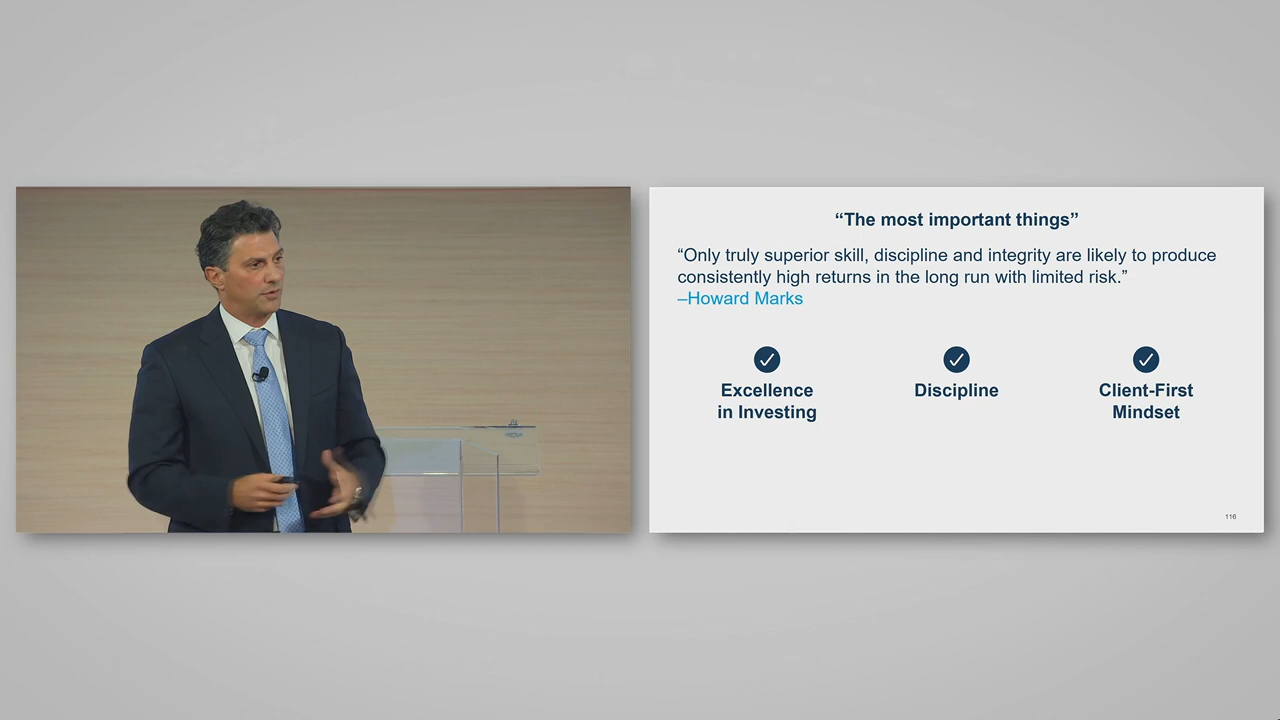 “The most important things”
“Only truly superior skill, discipline and integrity are likely to produce
consistently high returns in the long run with limited risk.”
–Howard Marks
Excellence
in Investing
Discipline
Client-First
Mindset
116